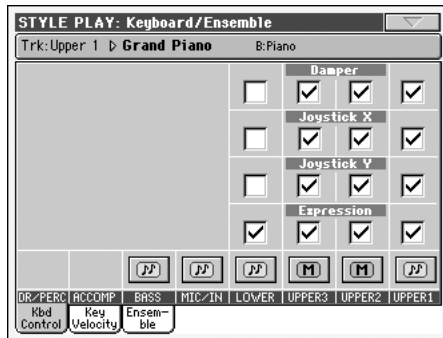 STYLE PLAY: Keyboard/Ensemble
Trk: Upper 1 ▷ Grand Piano B:Piano
Damper
Joystick X
Joystick Y
Expression
M M
DR/PERC ACCOMP BASS MIC/IN LOWER UPPER3 UPPER2 UPPER1
Kbd Key Ensem-
Control Velocity ble